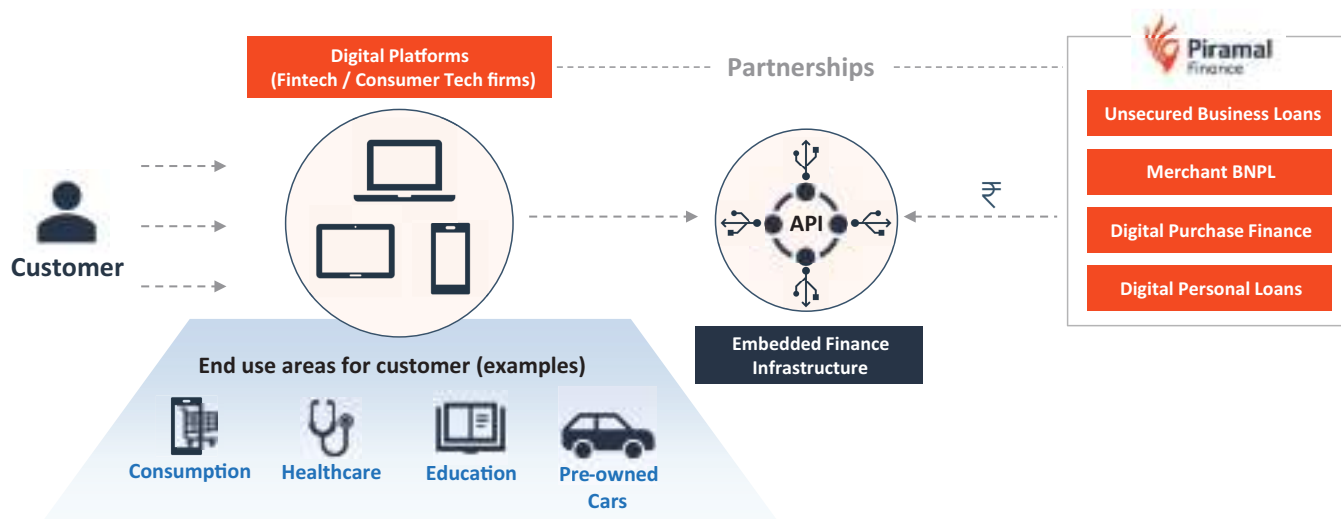 Digital Platforms
(Fintech / Consumer Tech firms)
Partnerships
Piramal
Finance
Unsecured Business Loans
Merchant BNPL
Digital Purchase Finance
Digital Personal Loans
Customer
API
₹
Embedded Finance
Infrastructure
End use areas for customer (examples)
Consumption
Healthcare
Education
Pre-owned
Cars